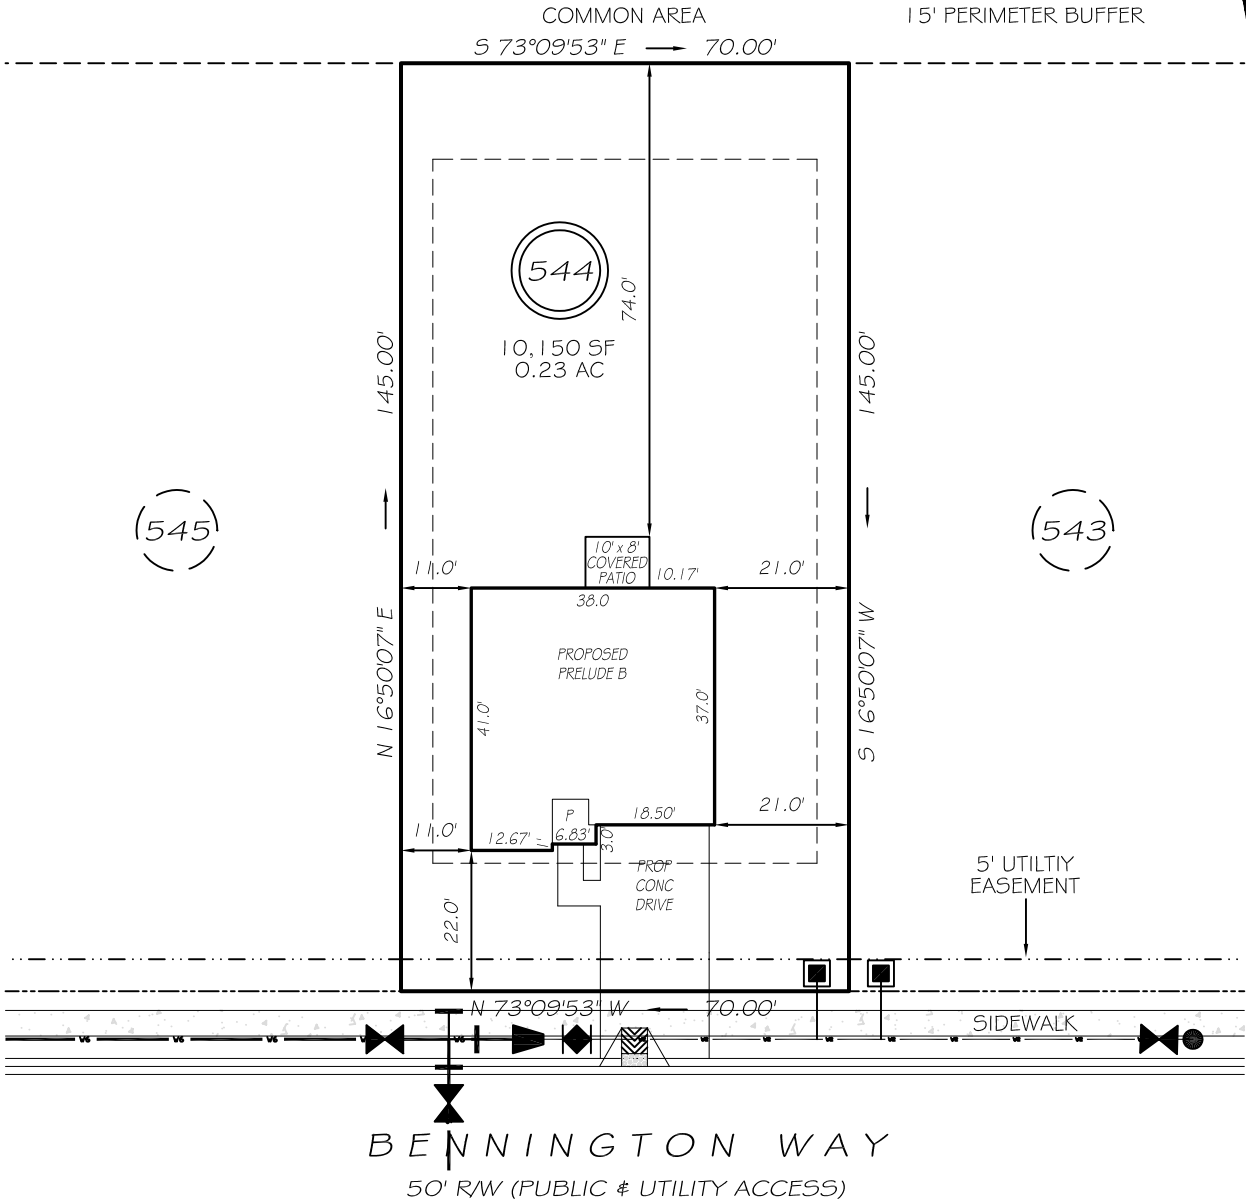 COMMON AREA
15' PERIMETER BUFFER
S 73°09'53" E 70.00'
544
10,150 SF
0.23 AC
74.0'
145.00'
145.00'
545
543
10' x 8'
COVERED
PATIO
11.0'
10.17'
21.0'
38.0
N 16°50'07" E
S 16°50'07" W
PROPOSED
PRELUDE B
41.0'
37.0'
P
18.50'
21.0'
11.0'
12.67'
1'
6.83'
3.0'
PROP
CONC
DRIVE
22.0'
5' UTILTIY
EASEMENT
N 73°09'53" W 70.00'
SIDEWALK
BENNINGTON WAY
50' R/W (PUBLIC & UTILITY ACCESS)